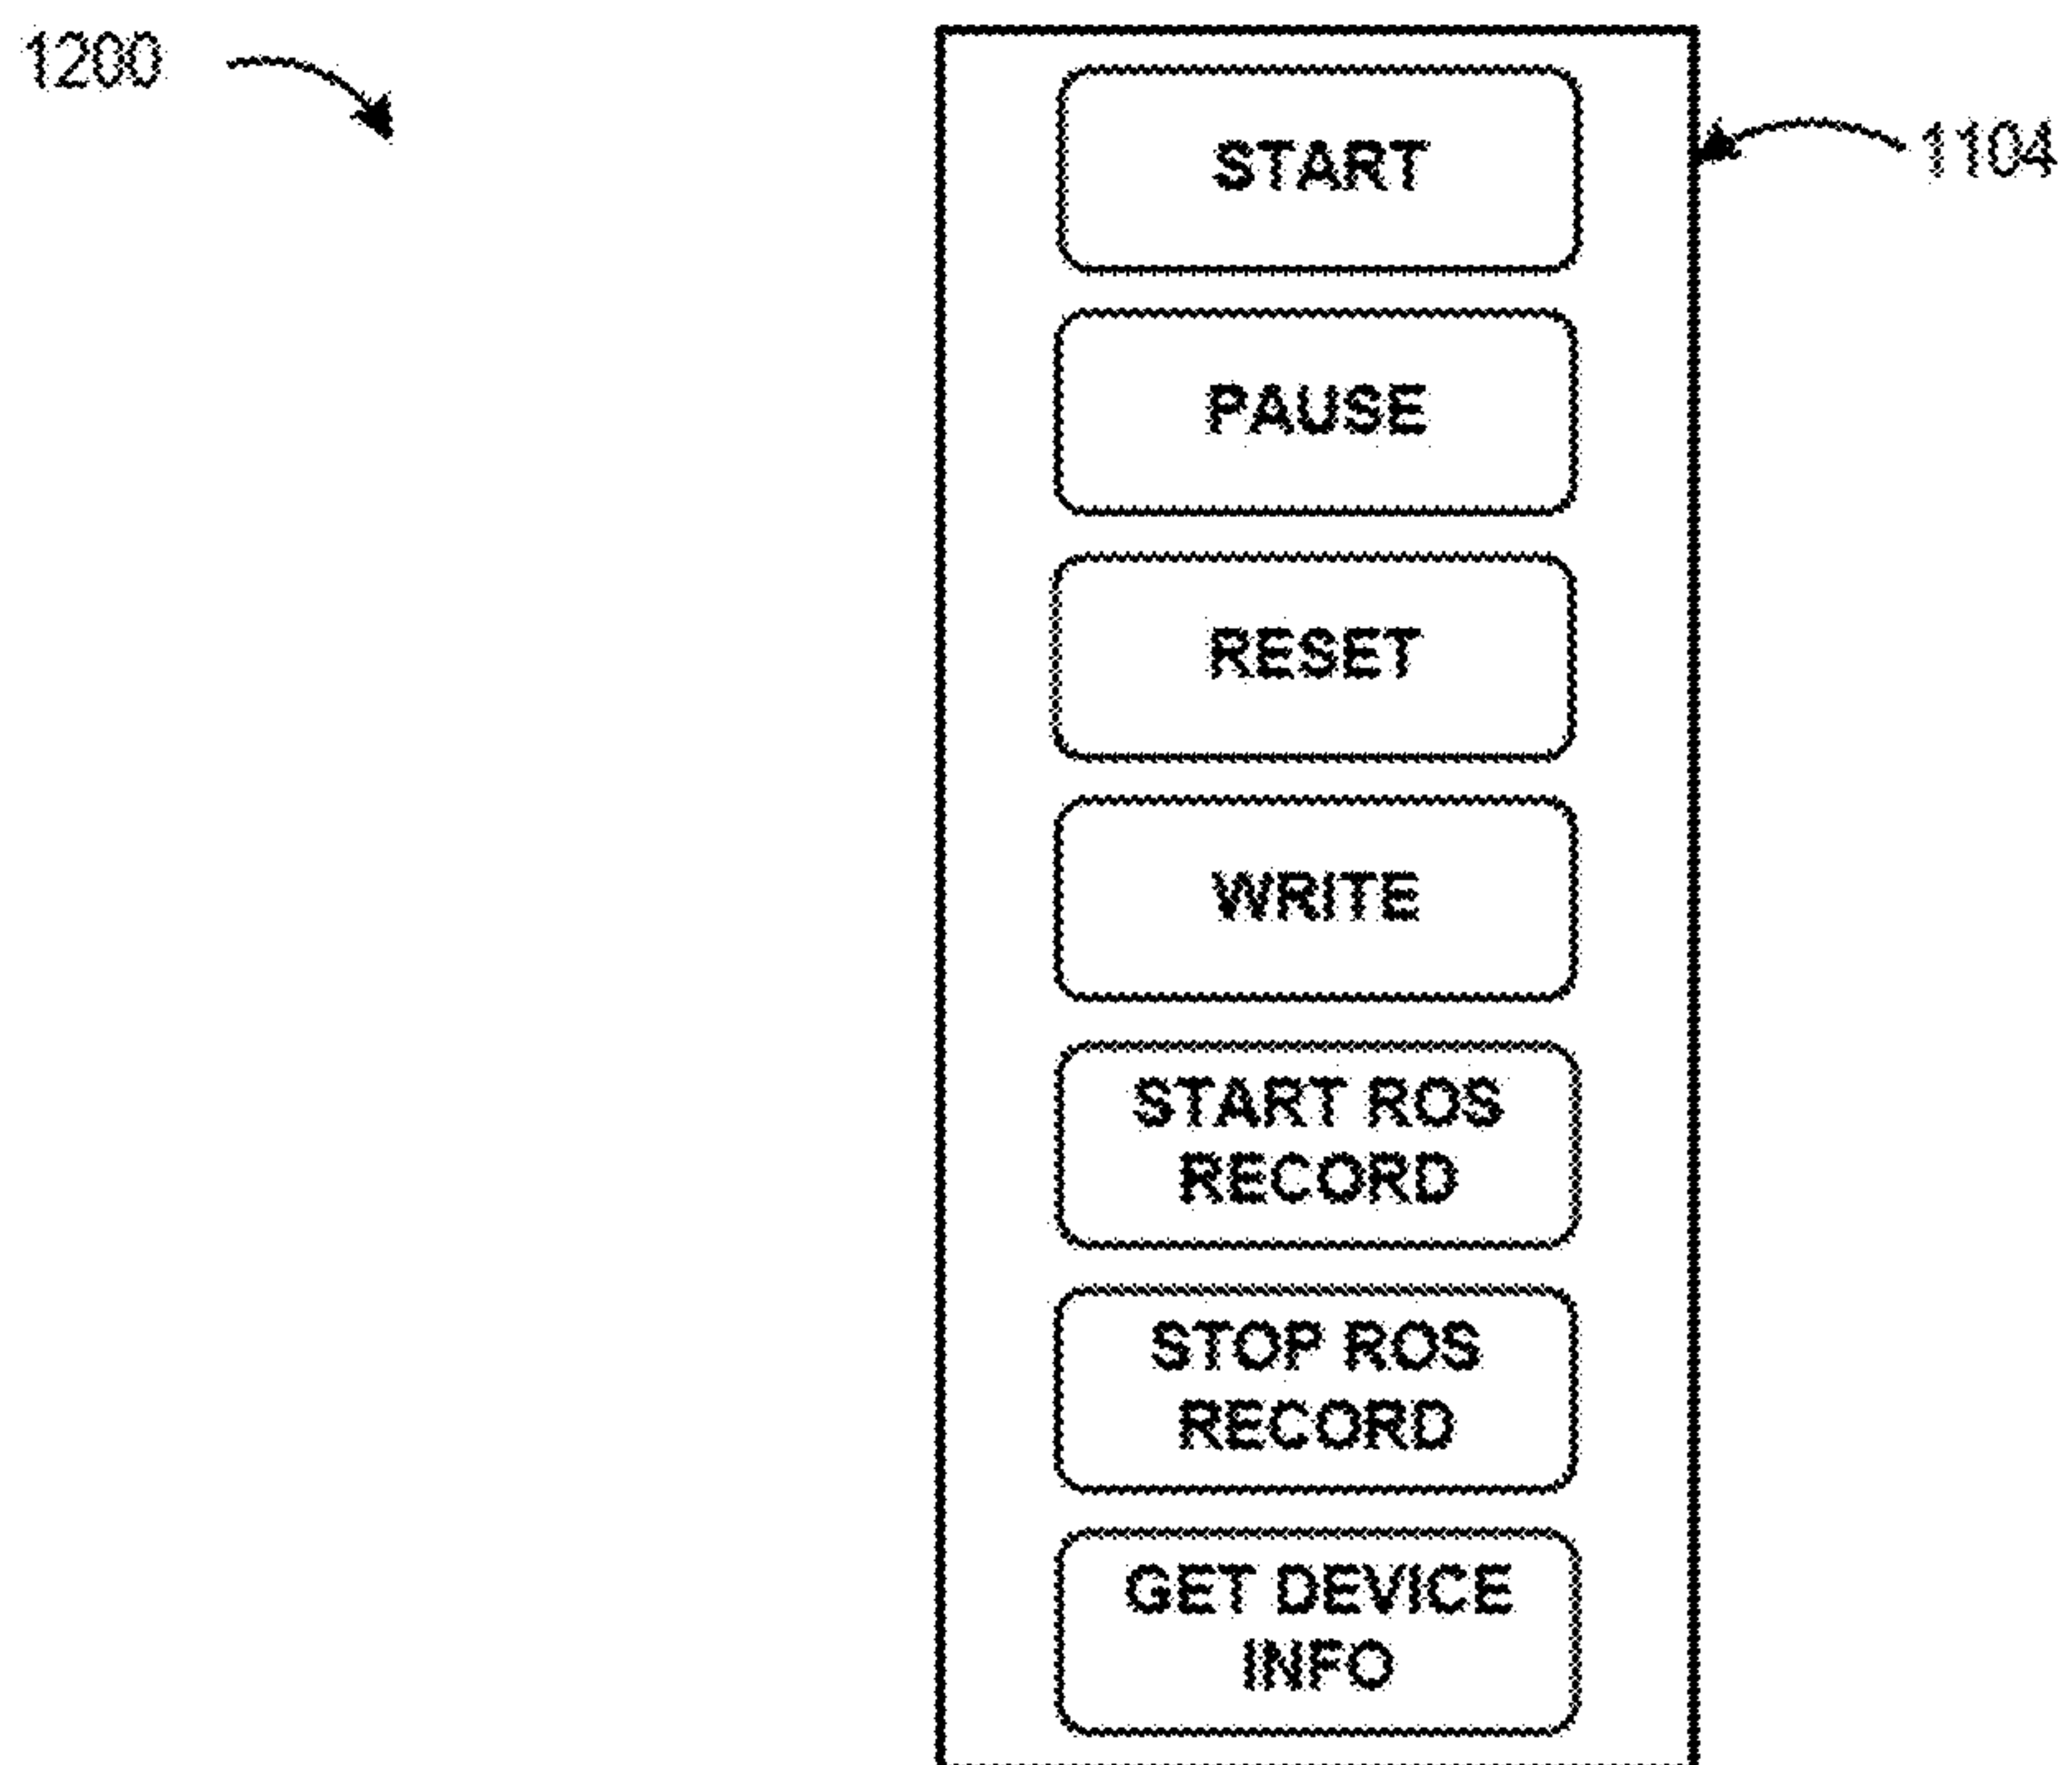 1200
1104
START
PAUSE
RESET
WRITE
START ROS
RECORD
STOP ROS
RECORD
GET DEVICE
INFO